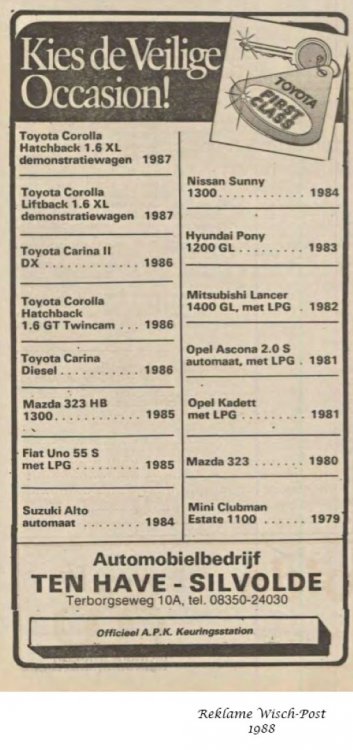 Kies de Veilige
Occasion!
TOYOTA
FIRST
CLASS
Toyota Corolla
Hatchback 1.6 XL
demonstratiewagen 1987
Toyota Corolla
Liftback 1.6 XL
demonstratiewagen 1987
Toyota Carina II
DX . . . . . . . . . . . . 1986
Toyota Corolla
Hatchback
1.6 GT Twincam . . . 1986
Toyota Carina
Diesel . . . . . . . . . . . 1986
Mazda 323 HB
1300 . . . . . . . . . . . . 1985
Fiat Uno 55 S
met LPG . . . . . . . . . 1985
Suzuki Alto
automaat . . . . . . . . 1984
Nissan Sunny
1300 . . . . . . . . . . . . 1984
Hyundai Pony
1200 GL . . . . . . . . . 1983
Mitsubishi Lancer
1400 GL, met LPG . 1982
Opel Ascona 2.0 S
automaat, met LPG . 1981
Opel Kadett
met LPG . . . . . . . . . 1981
Mazda 323 . . . . . . . 1980
Mini Clubman
Estate 1100 . . . . . . . 1979
Automobielbedrijf
TEN HAVE - SILVOLDE
Terborgseweg 10A, tel. 08350-24030
Officieel A.P.K. Keuringsstation
Reklame Wisch-Post
1988